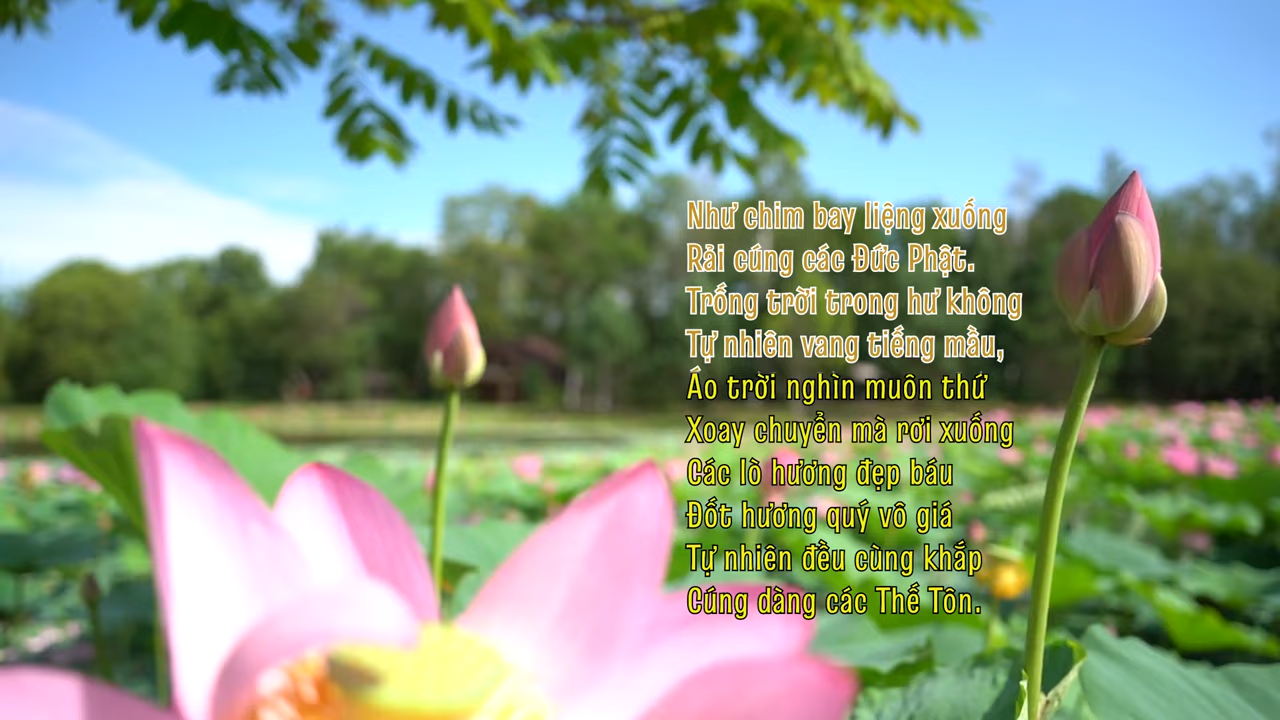 Như chim bay liệng xuống
Rải cúng các Đức Phật.
Trống trời trong hư không
Tự nhiên vang tiếng mầu,
Áo trời nghìn muôn thứ
Xoay chuyển mà rơi xuống
Các lò hương đẹp báu
Đốt hương quý vô giá
Tự nhiên đều cùng khắp
Cúng dàng các Thế Tôn.